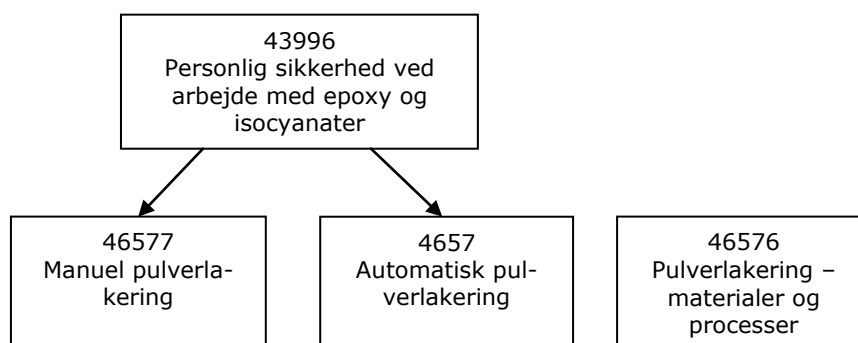 43996
Personlig sikkerhed ved
arbejde med epoxy og
isocyanater
46577
Manuel pulverla-
kering
4657
Automatisk pul-
verlakering
46576
Pulverlakering –
materialer og
processer